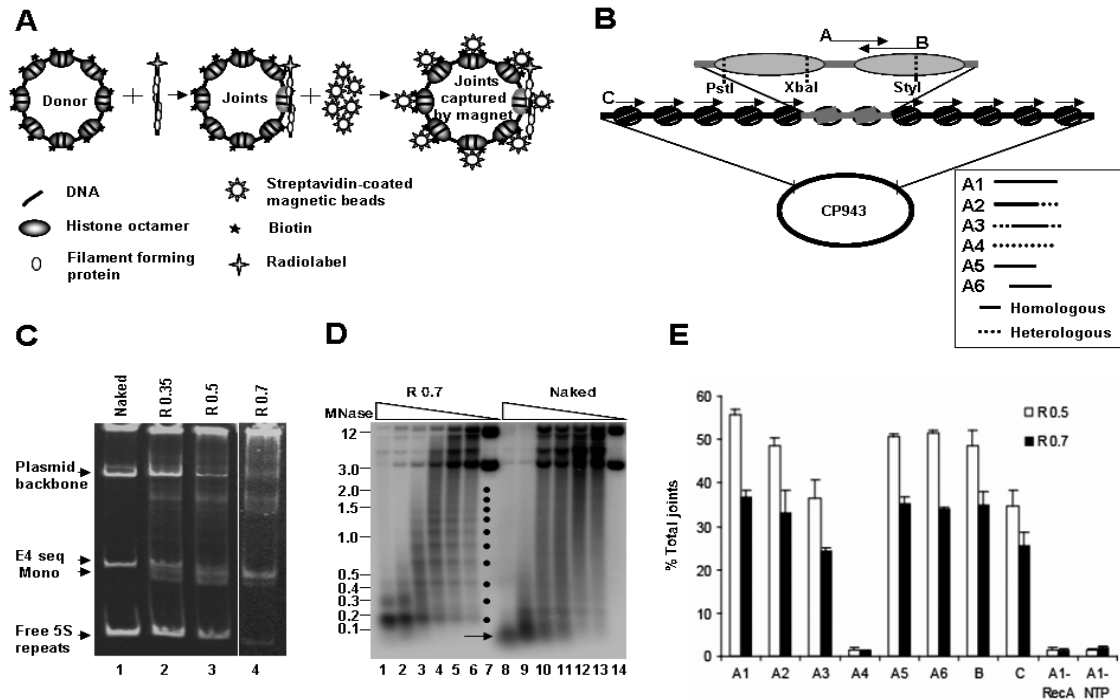 A
Donor
Joints
Joints
captured
by magnet
DNA
Histone octamer
Filament forming
protein
Streptavidin-coated
magnetic beads
Biotin
Radiolabel
B
A
B
PstI
XbaI
StyI
C
CP943
A1
A2
A3
A4
A5
A6
Homologous
Heterologous
C
Naked
R 0.35
R 0.5
R 0.7
Plasmid
backbone
E4 seq
Mono
Free 5S
repeats
1 2 3 4
D
R 0.7 Naked
MNase
12
3.0
2.0
1.5
1.0
0.5
0.4
0.3
0.2
0.1
1 2 3 4 5 6 7 8 9 10 11 12 13 14
E
% Total joints
60
50
40
30
20
10
0
R 0.5
R 0.7
A1 A2 A3 A4 A5 A6 B C A1- A1-
RecA NTP